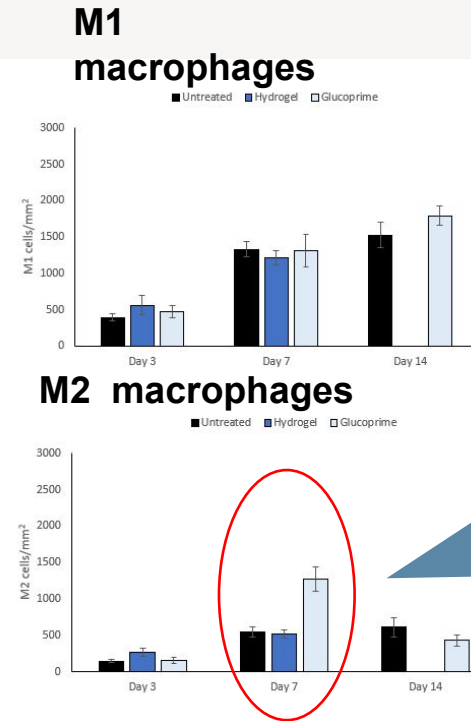 M1
macrophages
Untreated Hydrogel Glucoprime
3000
2500
2000
1500
1000
500
0
M1 cells/mm²
Day 3 Day 7 Day 14
M2 macrophages
Untreated Hydrogel Glucoprime
3000
2500
2000
1500
1000
500
0
M2 cells/mm²
Day 3 Day 7 Day 14